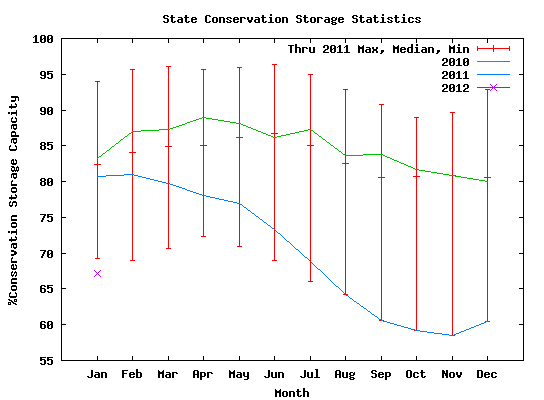 State Conservation Storage Statistics
Thru 2011 Max, Median, Min
2010
2011
2012
%Conservation Storage Capacity
100
95
90
85
80
75
70
65
60
55
Jan Feb Mar Apr May Jun Jul Aug Sep Oct Nov Dec
Month